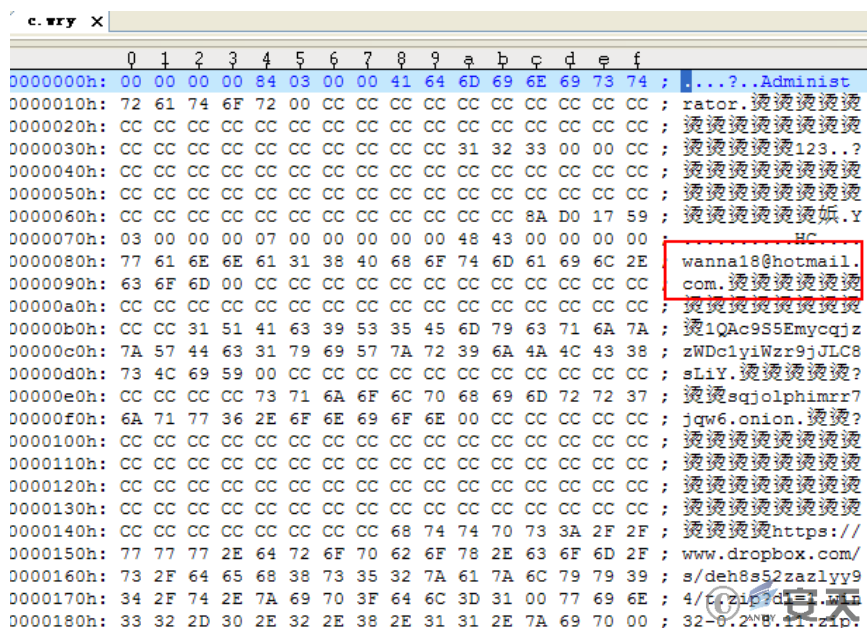 c.wry X
0 1 2 3 4 5 6 7 8 9 a b c d e f
0000000h: 00 00 00 00 84 03 00 00 41 64 6D 69 6E 69 73 74 ; ....?..Administ
0000010h: 72 61 74 6F 72 00 CC CC CC CC CC CC CC CC CC CC ; rator.烫烫烫烫烫
0000020h: CC CC CC CC CC CC CC CC CC CC CC CC CC CC CC CC ; 烫烫烫烫烫烫烫烫
0000030h: CC CC CC CC CC CC CC CC CC CC 31 32 33 00 00 CC ; 烫烫烫烫烫123..?
0000040h: CC CC CC CC CC CC CC CC CC CC CC CC CC CC CC CC ; 烫烫烫烫烫烫烫烫
0000050h: CC CC CC CC CC CC CC CC CC CC CC CC CC CC CC CC ; 烫烫烫烫烫烫烫烫
0000060h: CC CC CC CC CC CC CC CC CC CC CC CC 8A D0 17 59 ; 烫烫烫烫烫烫娦.Y
0000070h: 03 00 00 00 07 00 00 00 00 00 48 43 00 00 00 00 ; ..........HC....
0000080h: 77 61 6E 6E 61 31 38 40 68 6F 74 6D 61 69 6C 2E ; wanna18@hotmail.
0000090h: 63 6F 6D 00 CC CC CC CC CC CC CC CC CC CC CC CC ; com.烫烫烫烫烫烫
00000a0h: CC CC CC CC CC CC CC CC CC CC CC CC CC CC CC CC ; 烫烫烫烫烫烫烫烫
00000b0h: CC CC 31 51 41 63 39 53 35 45 6D 79 63 71 6A 7A ; 烫1QAc9S5Emycqjz
00000c0h: 7A 57 44 63 31 79 69 57 7A 72 39 6A 4A 4C 43 38 ; zWDc1yiWzr9jJLC8
00000d0h: 73 4C 69 59 00 CC CC CC CC CC CC CC CC CC CC CC ; sLiY.烫烫烫烫烫?
00000e0h: CC CC CC CC 73 71 6A 6F 6C 70 68 69 6D 72 72 37 ; 烫烫sqjolphimrr7
00000f0h: 6A 71 77 36 2E 6F 6E 69 6F 6E 00 CC CC CC CC CC ; jqw6.onion.烫烫?
0000100h: CC CC CC CC CC CC CC CC CC CC CC CC CC CC CC CC ; 烫烫烫烫烫烫烫烫
0000110h: CC CC CC CC CC CC CC CC CC CC CC CC CC CC CC CC ; 烫烫烫烫烫烫烫烫
0000120h: CC CC CC CC CC CC CC CC CC CC CC CC CC CC CC CC ; 烫烫烫烫烫烫烫烫
0000130h: CC CC CC CC CC CC CC CC CC CC CC CC CC CC CC CC ; 烫烫烫烫烫烫烫烫
0000140h: CC CC CC CC CC CC CC CC 68 74 74 70 73 3A 2F 2F ; 烫烫烫烫https://
0000150h: 77 77 77 2E 64 72 6F 70 62 6F 78 2E 63 6F 6D 2F ; www.dropbox.com/
0000160h: 73 2F 64 65 68 38 73 35 32 7A 61 7A 6C 79 79 39 ; s/deh8s52zazlyy9
0000170h: 34 2F 74 2E 7A 69 70 3F 64 6C 3D 31 00 77 69 6E ; 4/t.zip?dl=1.win
0000180h: 33 32 2D 30 2E 32 2E 38 2E 31 31 2E 7A 69 70 00 ; 32-0.2.8.11.zip.
© 安天